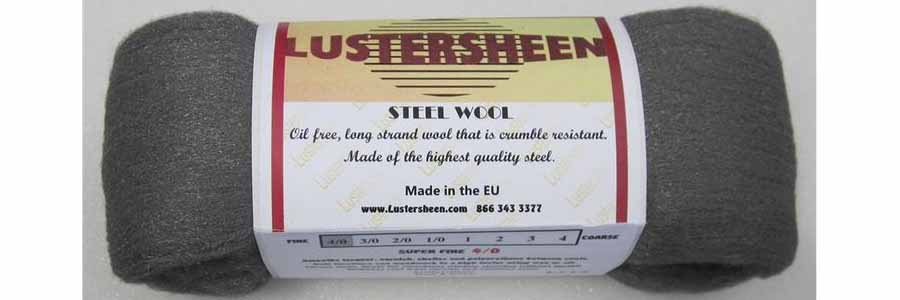 LUSTERSHEEN
STEEL WOOL
Oil free, long strand wool that is crumble resistant.
Made of the highest quality steel.
Made in the EU
www.Lustersheen.com 866 343 3377
FINE 4/0 3/0 2/0 1/0 1 2 3 4 COARSE
SUPER FINE 4/0
between coats.